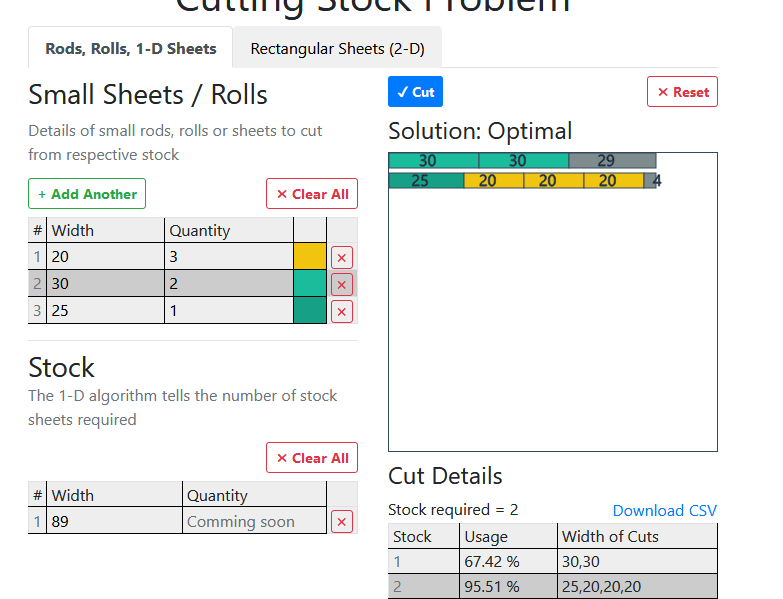 Cutting Stock Problem
Rods, Rolls, 1-D Sheets
Rectangular Sheets (2-D)
Small Sheets / Rolls
Details of small rods, rolls or sheets to cut
from respective stock
+ Add Another
× Clear All
# Width Quantity
1 20 3 ×
2 30 2 ×
3 25 1 ×
Stock
The 1-D algorithm tells the number of stock
sheets required
× Clear All
# Width Quantity
1 89 Comming soon ×
✓ Cut
× Reset
Solution: Optimal
30 30 29
25 20 20 20 4
Cut Details
Stock required = 2
Download CSV
Stock Usage Width of Cuts
1 67.42 % 30,30
2 95.51 % 25,20,20,20